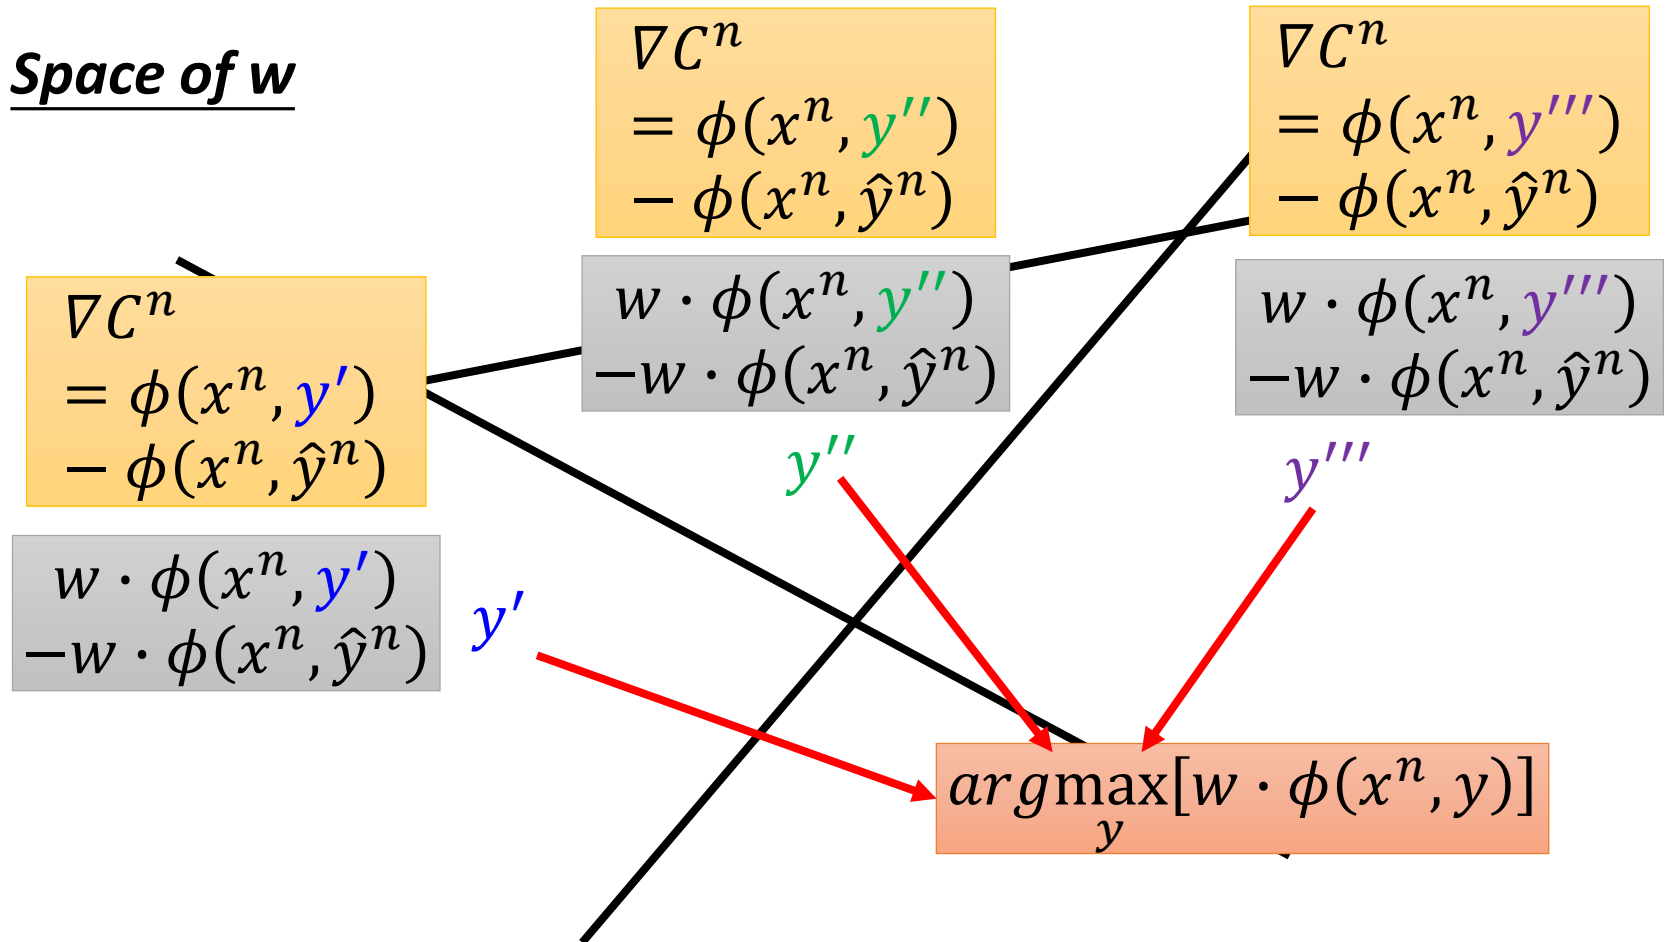 Space of w
∇Cⁿ
= ϕ(xⁿ, y′′)
− ϕ(xⁿ, ŷⁿ)
∇Cⁿ
= ϕ(xⁿ, y′′′)
− ϕ(xⁿ, ŷⁿ)
∇Cⁿ
= ϕ(xⁿ, y′)
− ϕ(xⁿ, ŷⁿ)
w · ϕ(xⁿ, y′′)
−w · ϕ(xⁿ, ŷⁿ)
w · ϕ(xⁿ, y′′′)
−w · ϕ(xⁿ, ŷⁿ)
y′′
y′′′
w · ϕ(xⁿ, y′)
−w · ϕ(xⁿ, ŷⁿ)
y′
argmax[w · ϕ(xⁿ, y)]
y